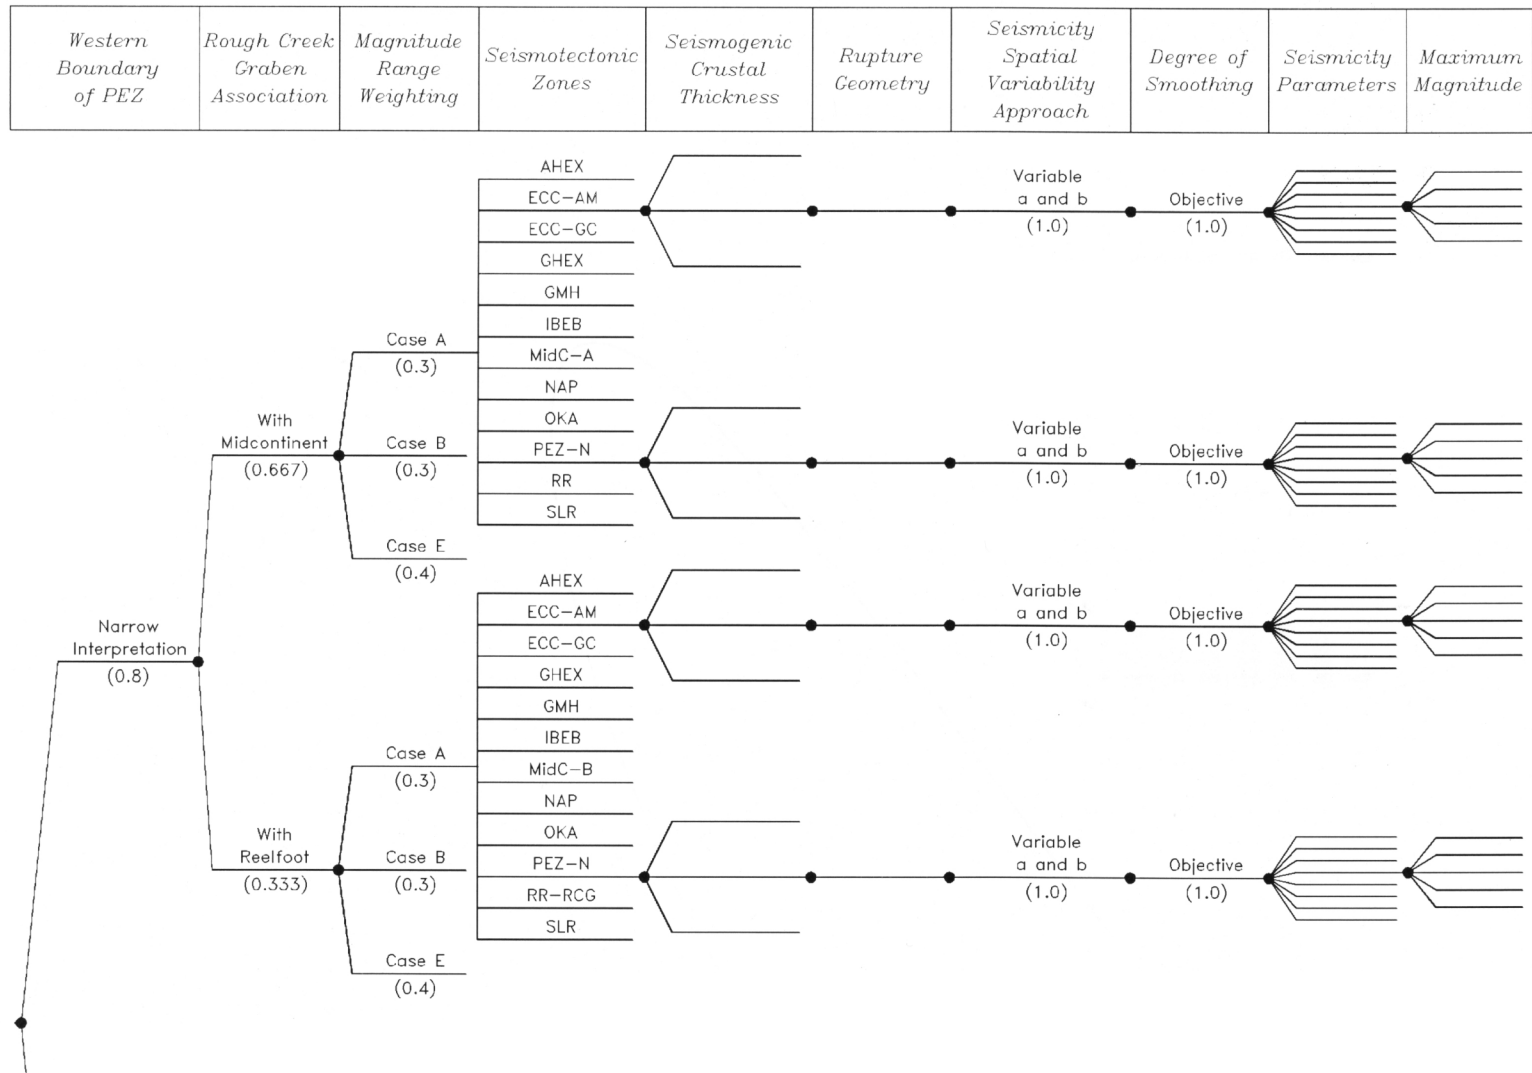 Western
Boundary
of PEZ
Rough Creek
Graben
Association
Magnitude
Range
Weighting
Seismotectonic
Zones
Seismogenic
Crustal
Thickness
Rupture
Geometry
Seismicity
Spatial
Variability
Approach
Degree of
Smoothing
Seismicity
Parameters
Maximum
Magnitude
Narrow
Interpretation
(0.8)
With
Midcontinent
(0.667)
Case A
(0.3)
Case B
(0.3)
Case E
(0.4)
AHEX
ECC-AM
ECC-GC
GHEX
GMH
IBEB
MidC-A
NAP
OKA
PEZ-N
RR
SLR
Variable
a and b
(1.0)
Objective
(1.0)
Variable
a and b
(1.0)
Objective
(1.0)
With
Reelfoot
(0.333)
Case A
(0.3)
Case B
(0.3)
Case E
(0.4)
AHEX
ECC-AM
ECC-GC
GHEX
GMH
IBEB
MidC-B
NAP
OKA
PEZ-N
RR-RCG
SLR
Variable
a and b
(1.0)
Objective
(1.0)
Variable
a and b
(1.0)
Objective
(1.0)